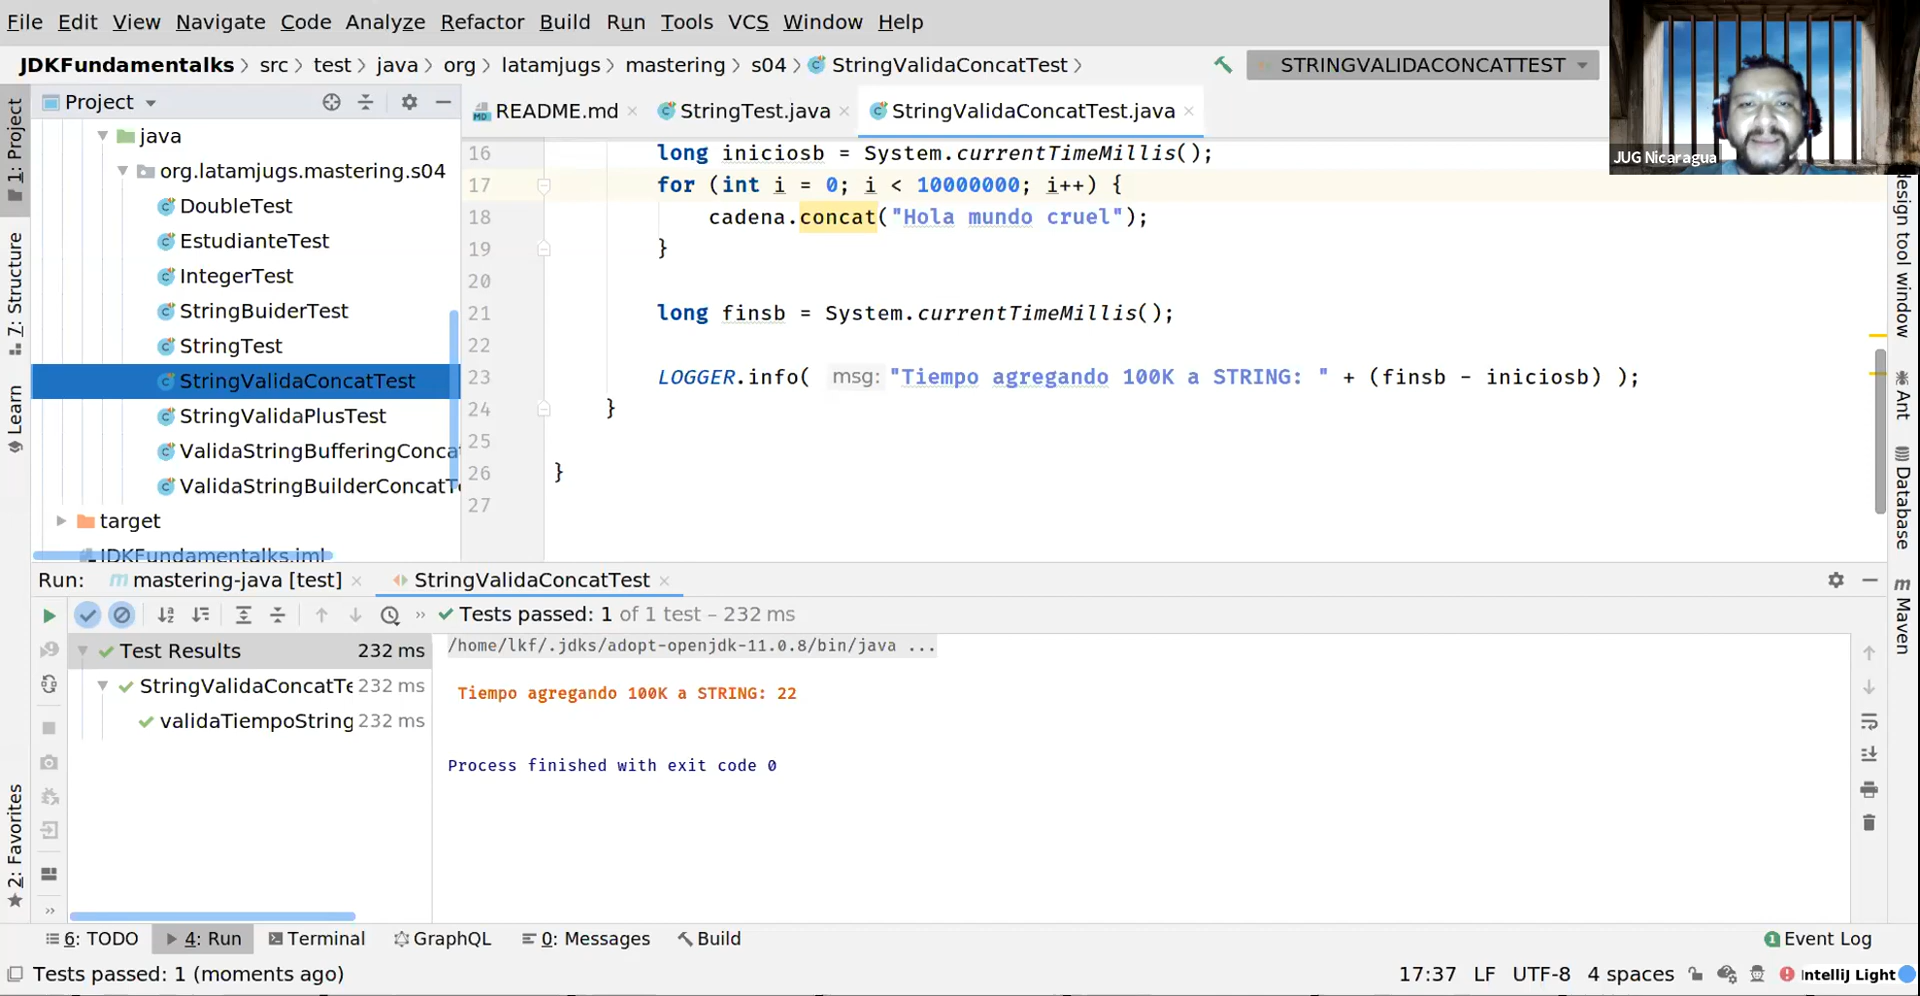 File Edit View Navigate Code Analyze Refactor Build Run Tools VCS Window Help
JDKFundamentalks > src > test > java > org > latamjugs > mastering > s04 > StringValidaConcatTest >
STRINGVALIDACONCATTEST
JUG Nicaragua
1: Project
7: Structure
Learn
2: Favorites
Project
java
org.latamjugs.mastering.s04
DoubleTest
EstudianteTest
IntegerTest
StringBuiderTest
StringTest
StringValidaConcatTest
StringValidaPlusTest
ValidaStringBufferingConcat
ValidaStringBuilderConcatTe
target
JDKFundamentalks.iml
README.md StringTest.java StringValidaConcatTest.java
16 long iniciosb = System.currentTimeMillis();
17 for (int i = 0; i < 10000000; i++) {
18 cadena.concat("Hola mundo cruel");
19 }
20
21 long finsb = System.currentTimeMillis();
22
23 LOGGER.info( msg: "Tiempo agregando 100K a STRING: " + (finsb - iniciosb) );
24 }
25
26 }
27
design tool window
Ant
Database
Maven
Run: mastering-java [test] StringValidaConcatTest
Tests passed: 1 of 1 test – 232 ms
Test Results 232 ms
StringValidaConcatTe 232 ms
validaTiempoString 232 ms
/home/lkf/.jdks/adopt-openjdk-11.0.8/bin/java ...
Tiempo agregando 100K a STRING: 22
Process finished with exit code 0
6: TODO 4: Run Terminal GraphQL 0: Messages Build
1 Event Log
Tests passed: 1 (moments ago)
17:37 LF UTF-8 4 spaces IntelliJ Light